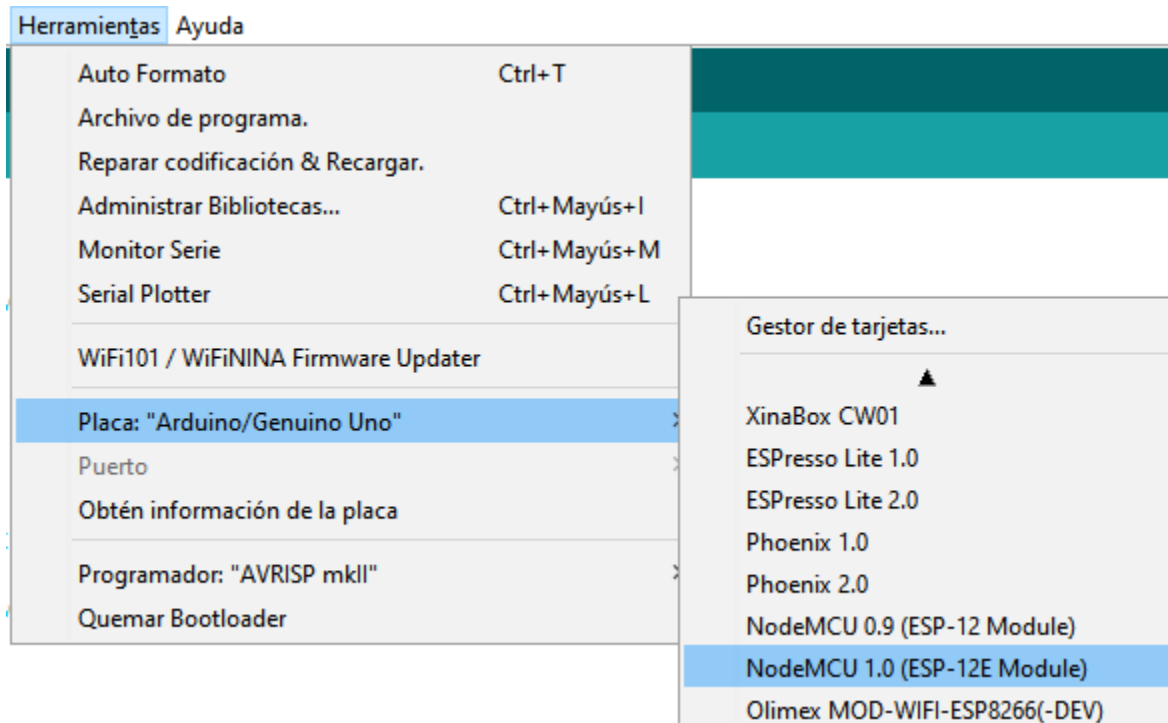 Herramientas Ayuda
Auto Formato Ctrl+T
Archivo de programa.
Reparar codificación & Recargar.
Administrar Bibliotecas... Ctrl+Mayús+I
Monitor Serie Ctrl+Mayús+M
Serial Plotter Ctrl+Mayús+L
WiFi101 / WiFiNINA Firmware Updater
Placa: "Arduino/Genuino Uno"
Puerto
Obtén información de la placa
Programador: "AVRISP mkII"
Quemar Bootloader
Gestor de tarjetas...
XinaBox CW01
ESPresso Lite 1.0
ESPresso Lite 2.0
Phoenix 1.0
Phoenix 2.0
NodeMCU 0.9 (ESP-12 Module)
NodeMCU 1.0 (ESP-12E Module)
Olimex MOD-WIFI-ESP8266(-DEV)